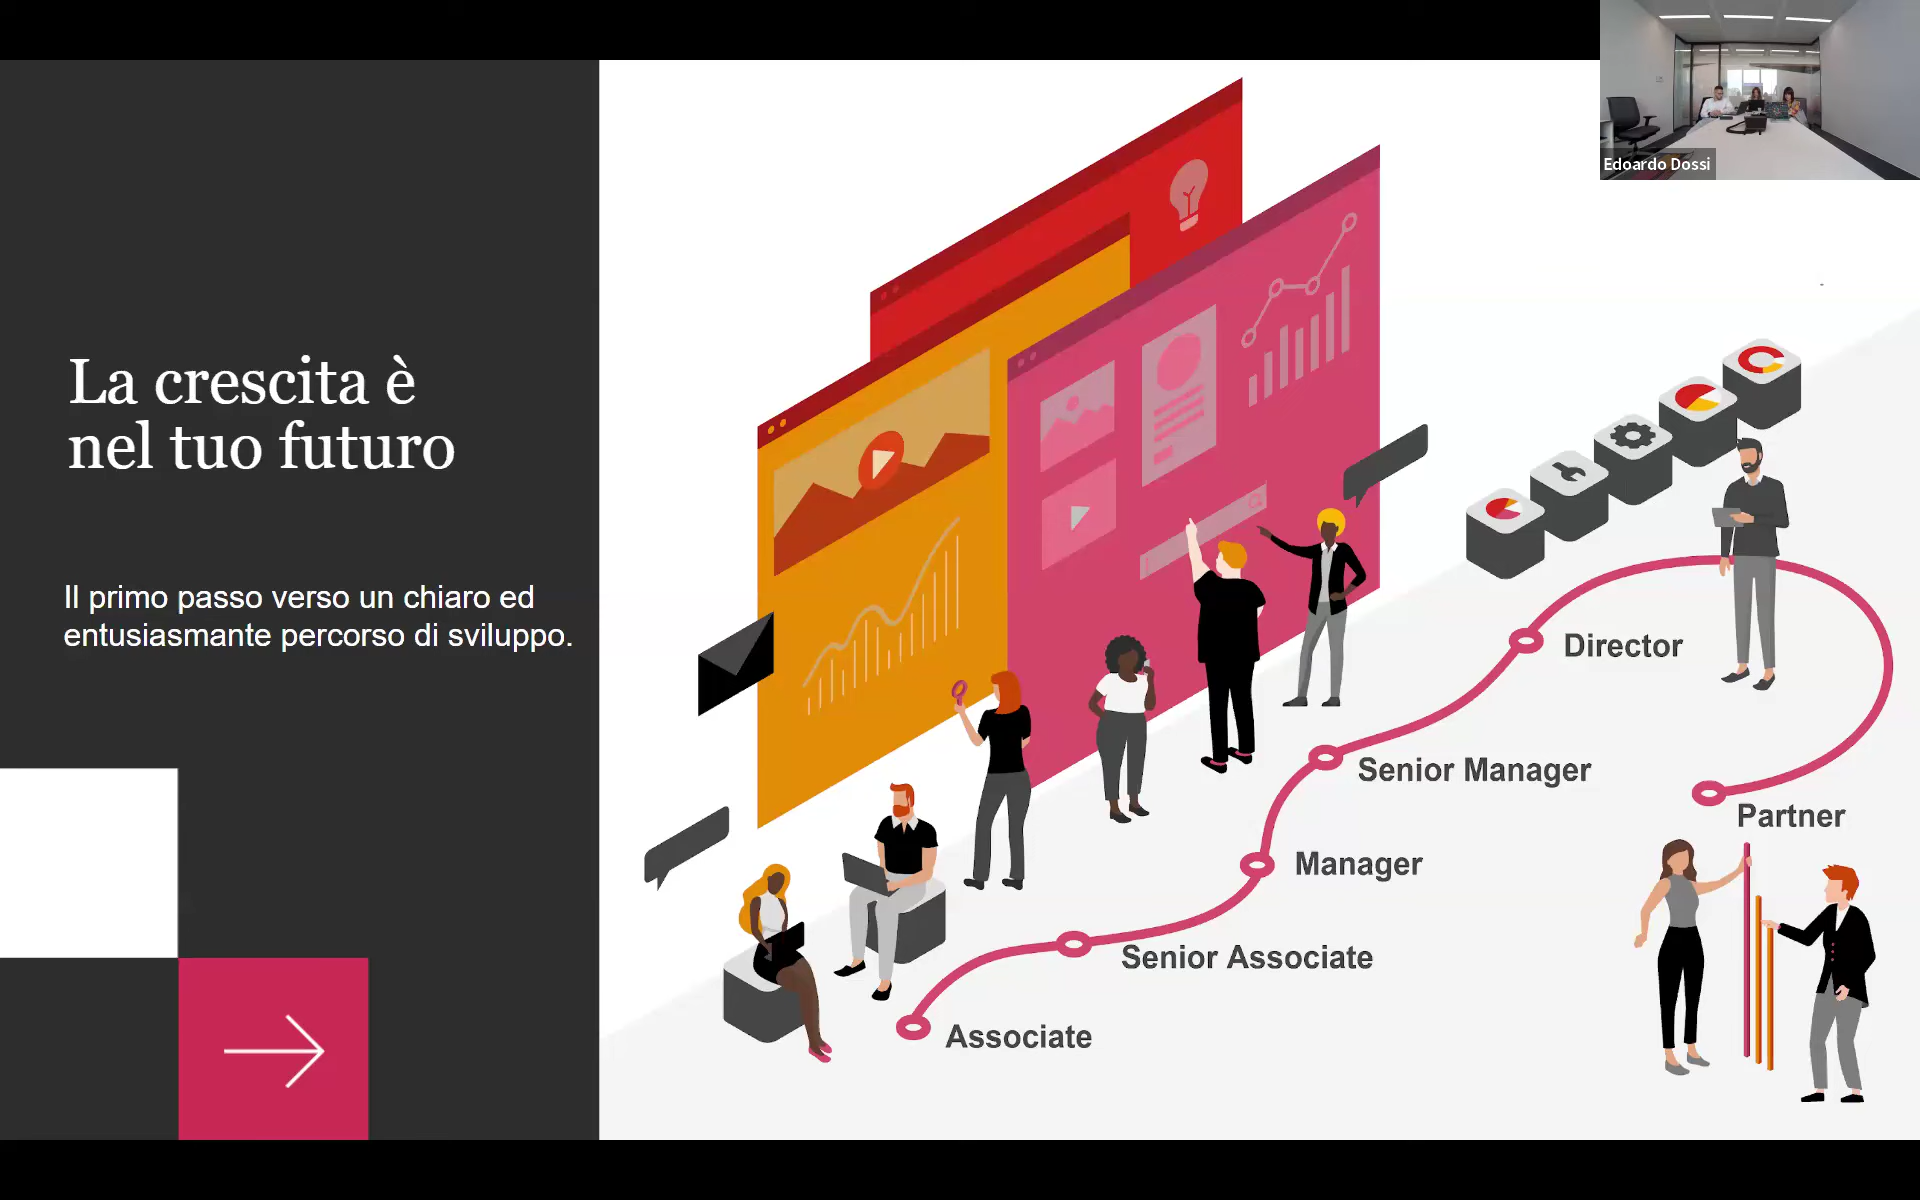 Edoardo Dossi
La crescita è
nel tuo futuro
Il primo passo verso un chiaro ed
entusiasmante percorso di sviluppo.
Director
Senior Manager
Partner
Manager
Senior Associate
Associate